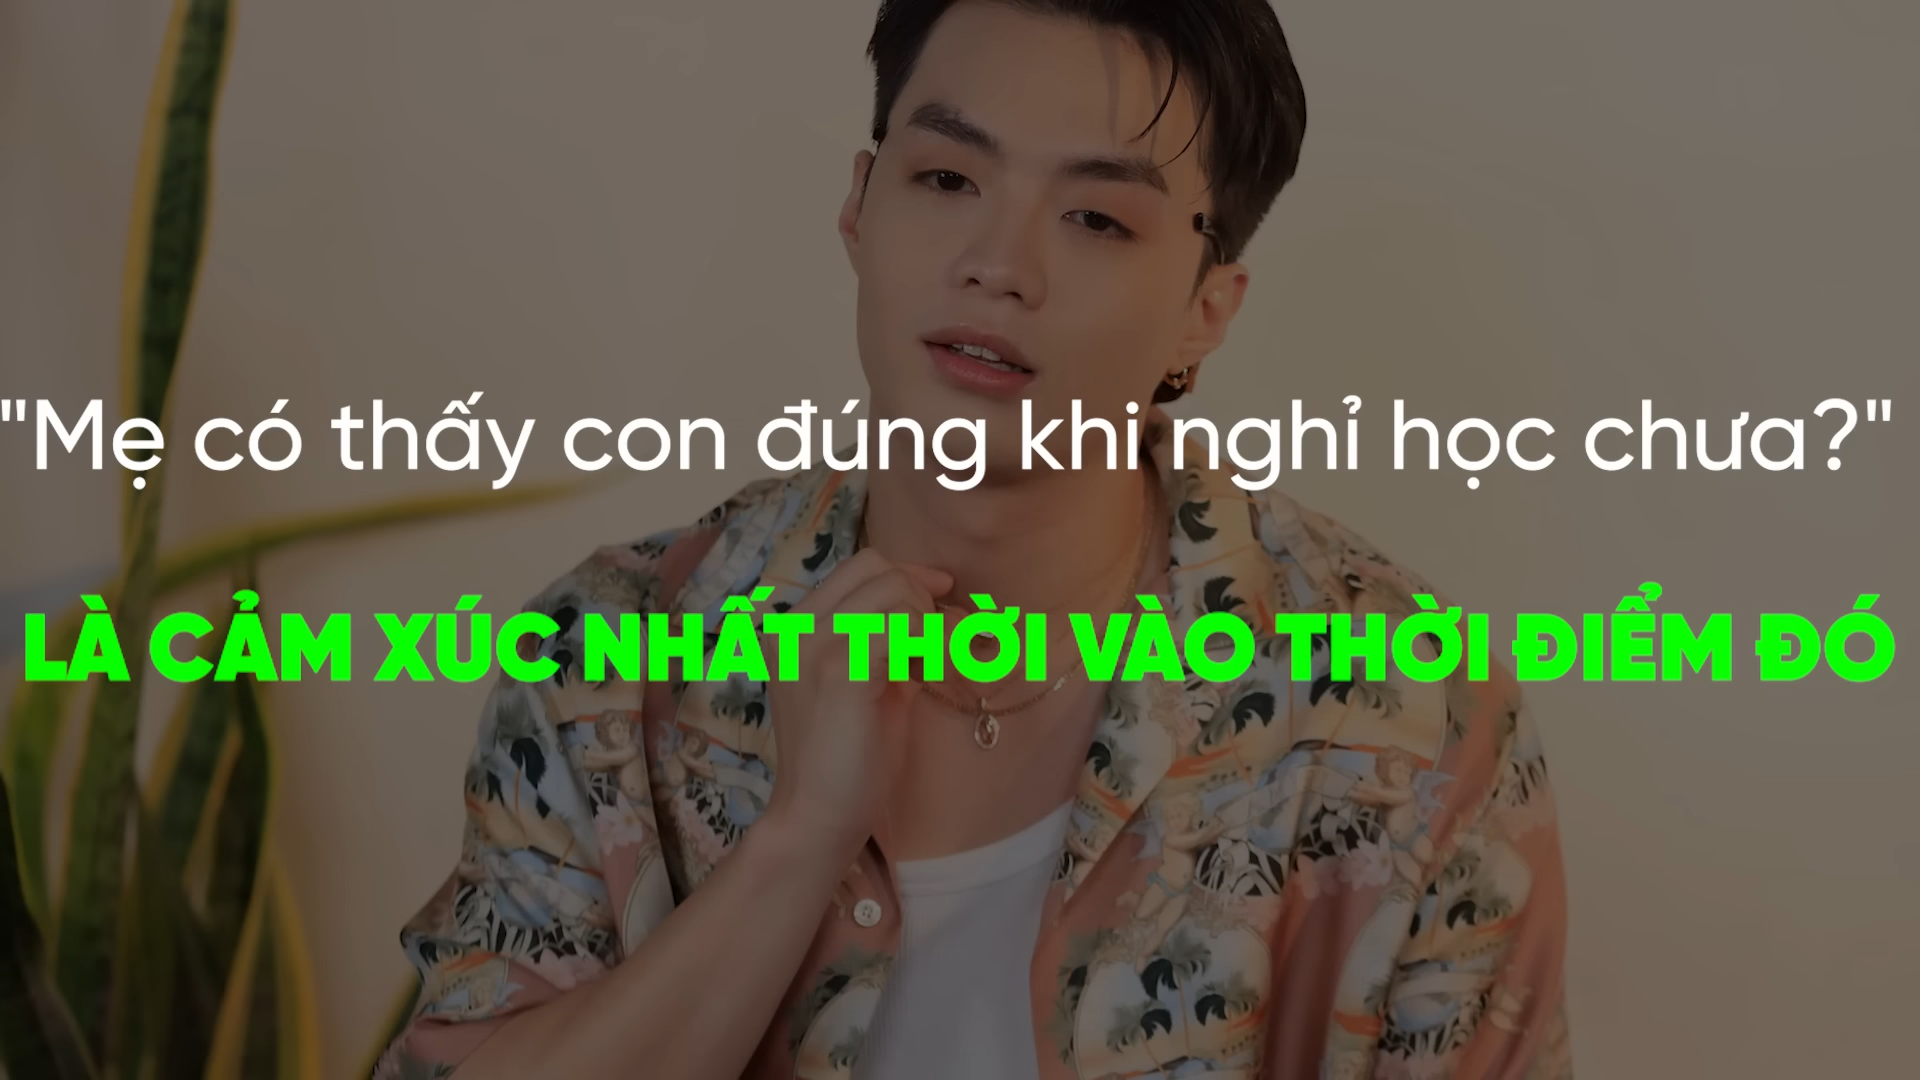 "Mẹ có thấy con đúng khi nghỉ học chưa?"
LÀ CẢM XÚC NHẤT THỜI VÀO THỜI ĐIỂM ĐÓ